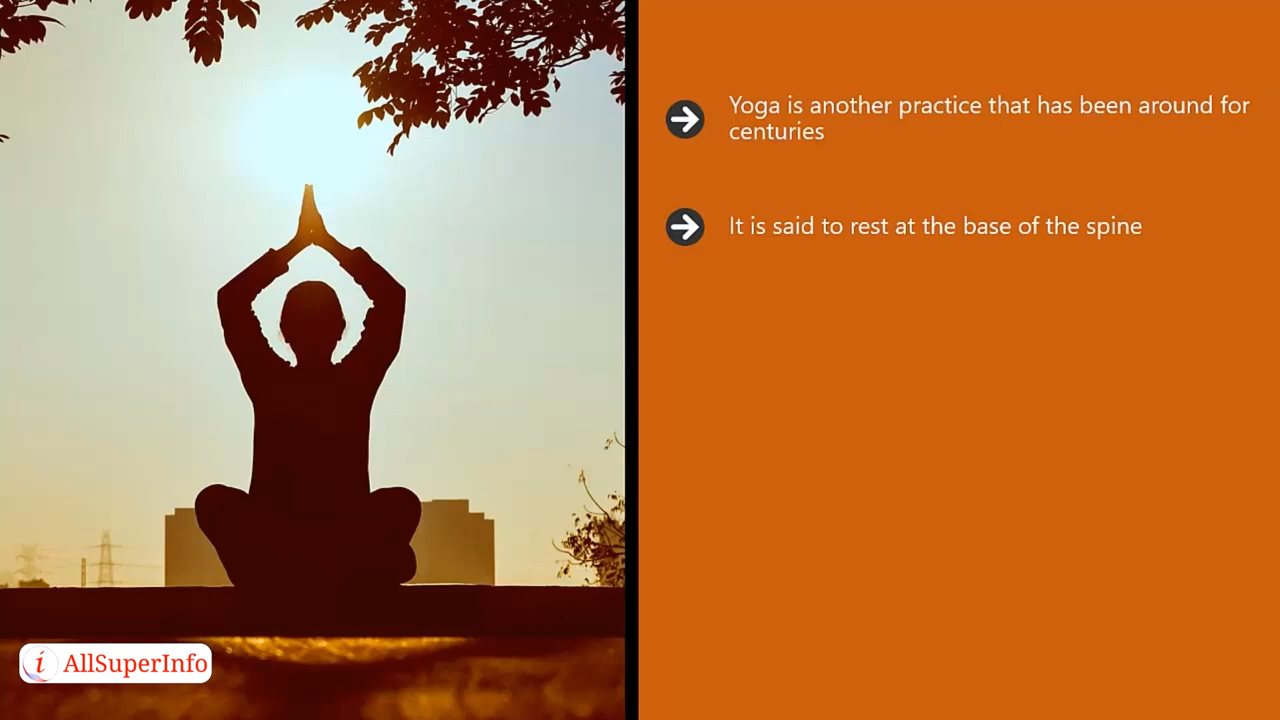 Yoga is another practice that has been around for
centuries
It is said to rest at the base of the spine
i AllSuperInfo